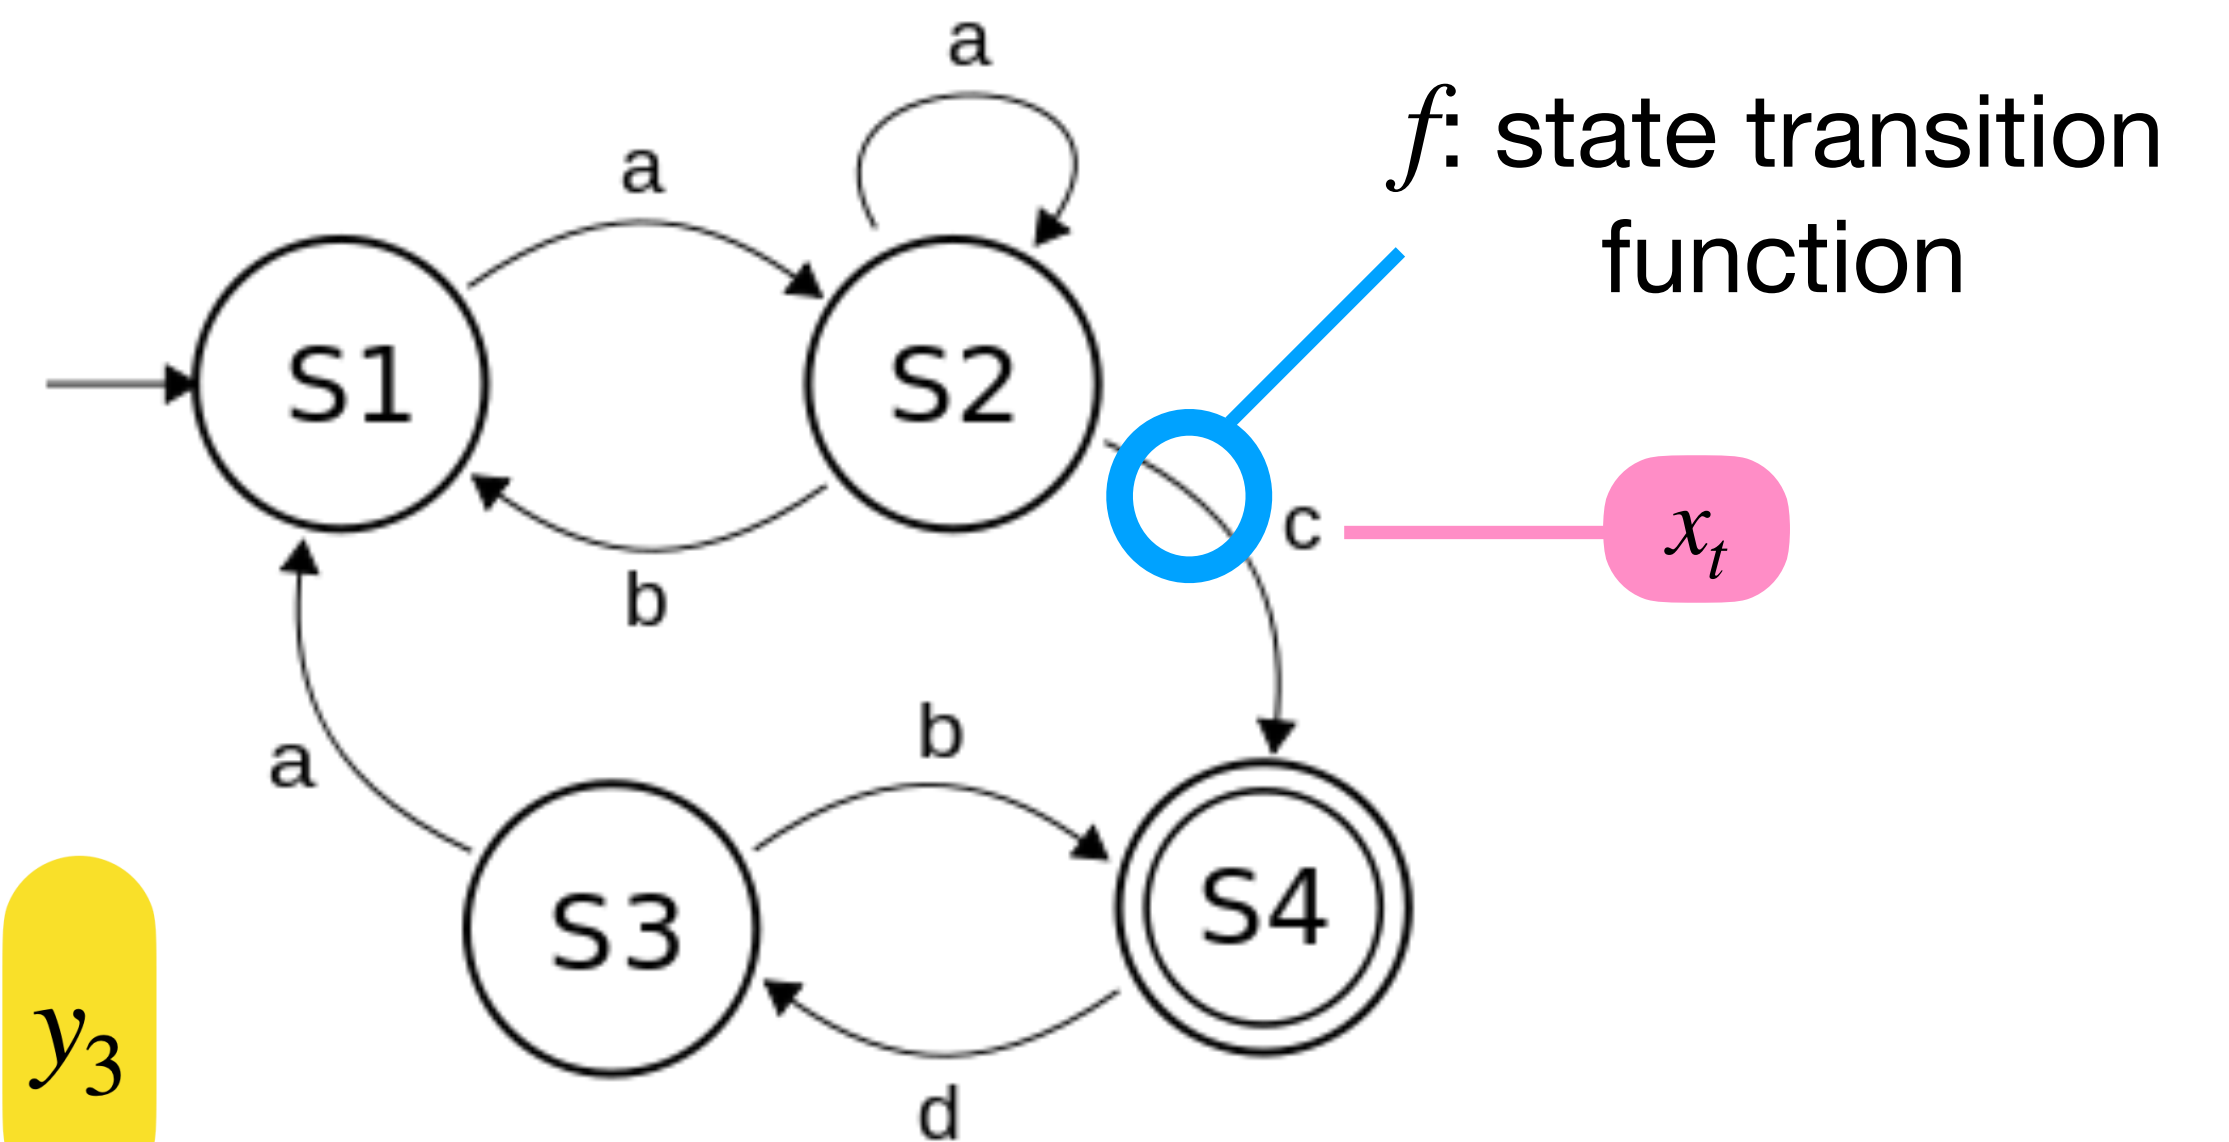 a
f: state transition
function
a
S1
S2
c
x_t
b
a
b
S3
S4
y_3
d